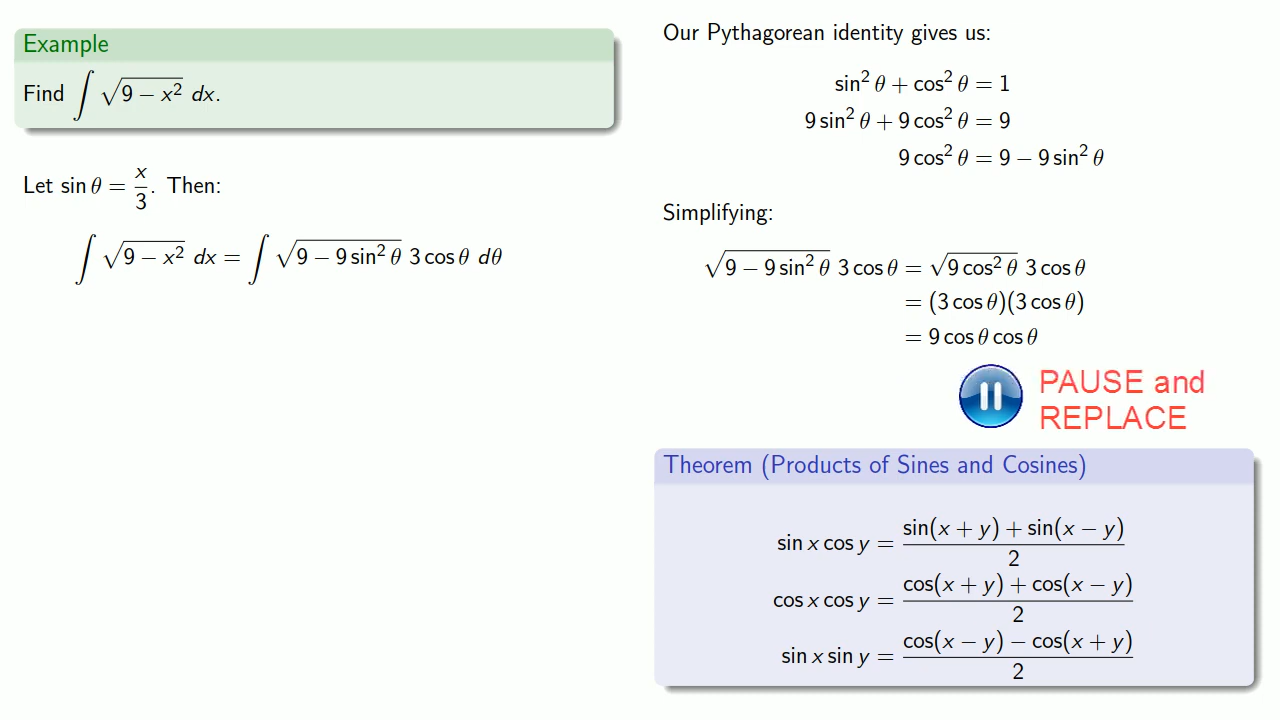 Example
Find ∫ √(9 − x²) dx.
Let sin θ = x/3. Then:
∫ √(9 − x²) dx = ∫ √(9 − 9 sin² θ) 3 cos θ dθ
Our Pythagorean identity gives us:
sin² θ + cos² θ = 1
9 sin² θ + 9 cos² θ = 9
9 cos² θ = 9 − 9 sin² θ
Simplifying:
√(9 − 9 sin² θ) 3 cos θ = √(9 cos² θ) 3 cos θ
= (3 cos θ)(3 cos θ)
= 9 cos θ cos θ
PAUSE and
REPLACE
Theorem (Products of Sines and Cosines)
sin x cos y = (sin(x + y) + sin(x − y))/2
cos x cos y = (cos(x + y) + cos(x − y))/2
sin x sin y = (cos(x − y) − cos(x + y))/2